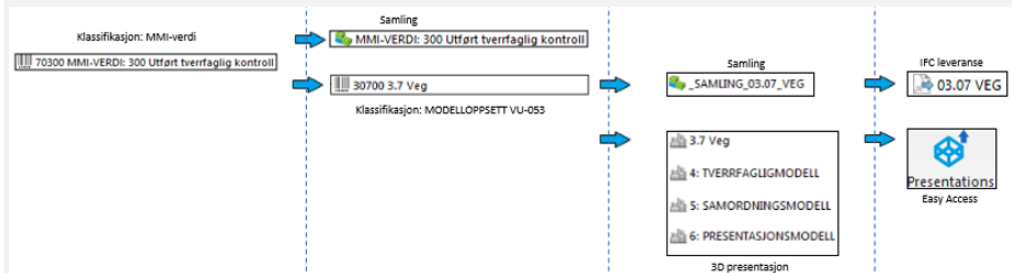 Klassifikasjon: MMI-verdi
70300 MMI-VERDI: 300 Utført tverrfaglig kontroll
Samling
MMI-VERDI: 300 Utført tverrfaglig kontroll
30700 3.7 Veg
Klassifikasjon: MODELLOPPSETT VU-053
Samling
_SAMLING_03.07_VEG
3.7 Veg
4: TVERRFAGLIGMODELL
5: SAMORDNINGSMODELL
6: PRESENTASJONSMODELL
3D presentasjon
IFC leveranse
03.07 VEG
Presentations
Easy Access